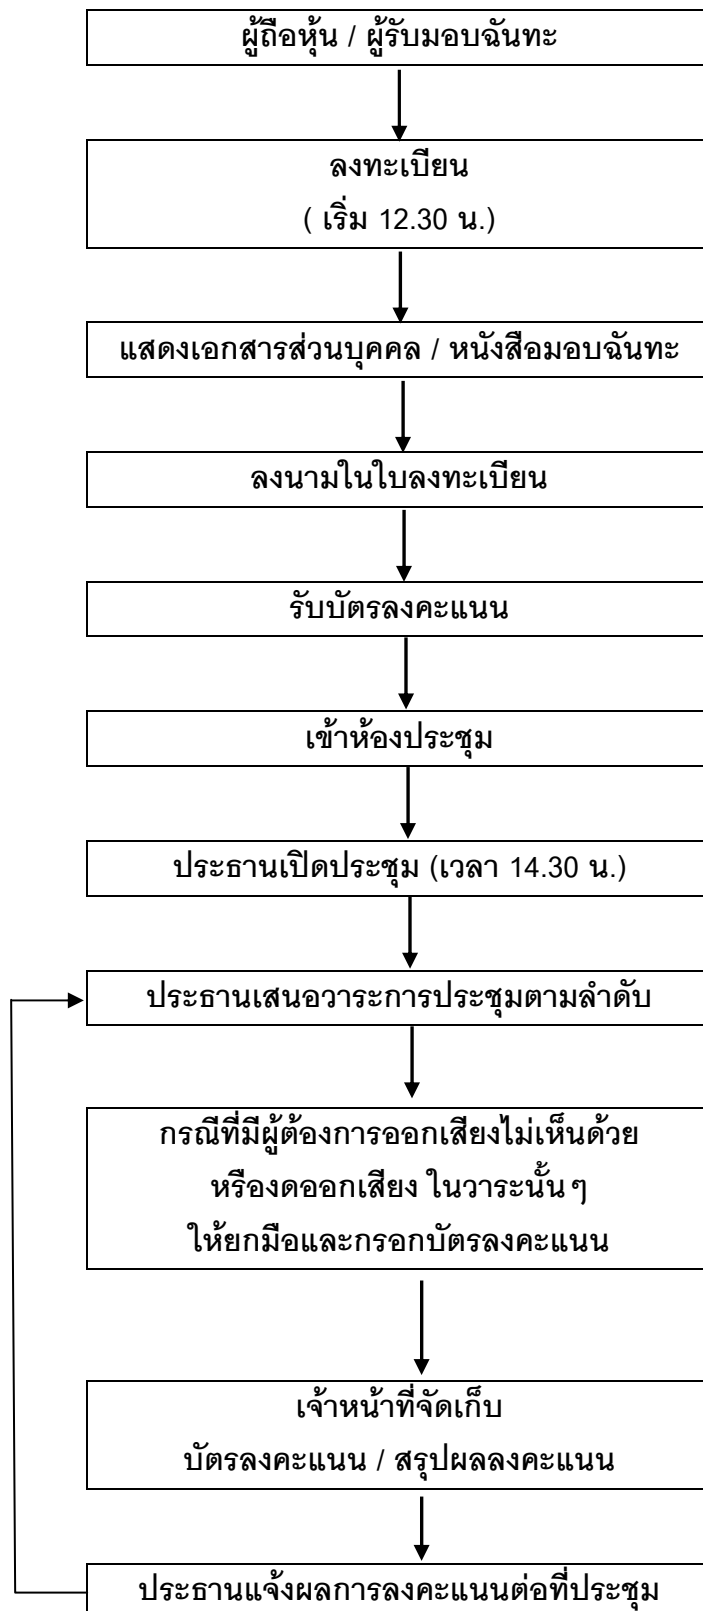 ผู้ถือหุ้น / ผู้รับมอบฉันทะ
ลงทะเบียน
( เริ่ม 12.30 น.)
แสดงเอกสารส่วนบุคคล / หนังสือมอบฉันทะ
ลงนามในใบลงทะเบียน
รับบัตรลงคะแนน
เข้าห้องประชุม
ประธานเปิดประชุม (เวลา 14.30 น.)
ประธานเสนอวาระการประชุมตามลำดับ
กรณีที่มีผู้ต้องการออกเสียงไม่เห็นด้วย
หรืองดออกเสียง ในวาระนั้นๆ
ให้ยกมือและกรอกบัตรลงคะแนน
เจ้าหน้าที่จัดเก็บ
บัตรลงคะแนน / สรุปผลลงคะแนน
ประธานแจ้งผลการลงคะแนนต่อที่ประชุม